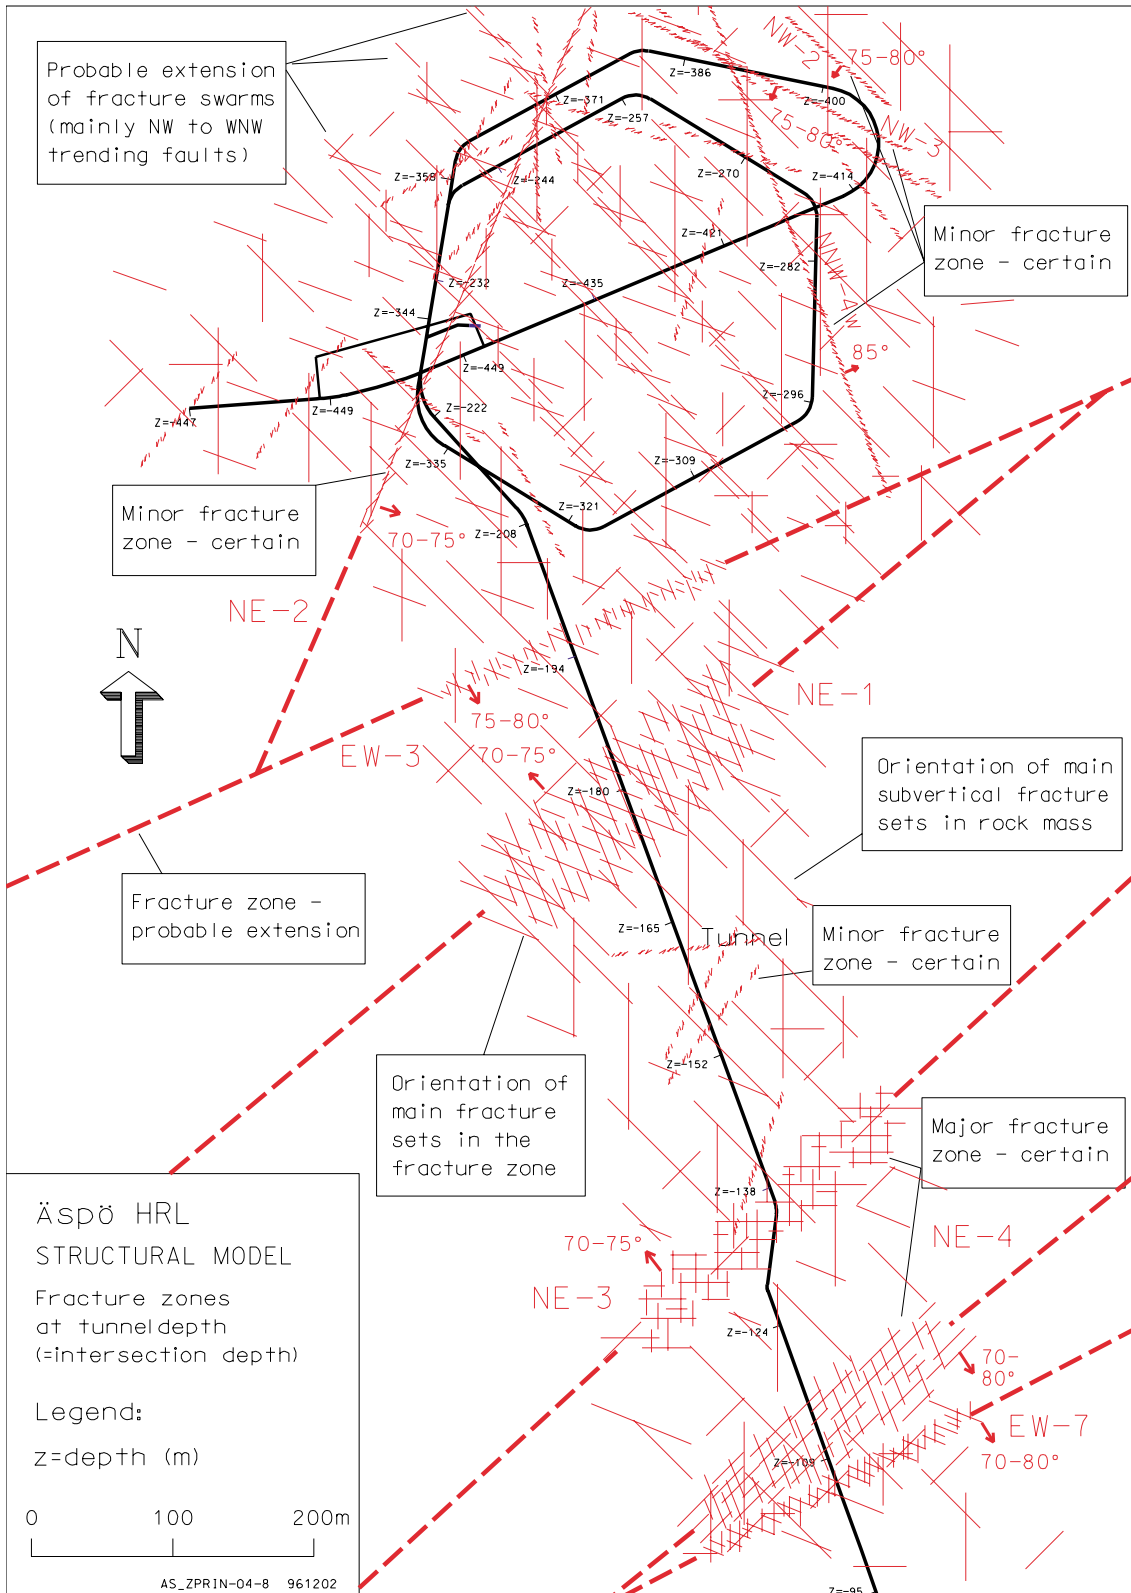 Probable extension
of fracture swarms
(mainly NW to WNW
trending faults)
NW-2
75-80°
Z=-386
Z=-400
Z=-371
Z=-257
75-80°
NW-3
Z=-358
Z=-244
Z=-270
Z=-414
Minor fracture
zone - certain
Z=-421
NNW-4W
Z=-282
Z=-232
Z=-435
Z=-344
85°
Z=-449
Z=-296
Z=-447
Z=-449
Z=-222
Z=-335
Z=-309
Minor fracture
zone - certain
Z=-321
70-75°
Z=-208
NE-2
N
Z=-194
NE-1
75-80°
EW-3
70-75°
Orientation of main
subvertical fracture
sets in rock mass
Z=-180
Fracture zone -
probable extension
Z=-165
Tunnel
Minor fracture
zone - certain
Z=-152
Orientation of
main fracture
sets in the
fracture zone
Major fracture
zone - certain
Z=-138
NE-4
70-75°
NE-3
Z=-124
70-
80°
EW-7
70-80°
Z=-109
Z=-95
Äspö HRL
STRUCTURAL MODEL
Fracture zones
at tunneldepth
(=intersection depth)
Legend:
z=depth (m)
0 100 200m
AS_ZPRIN-04-8 961202